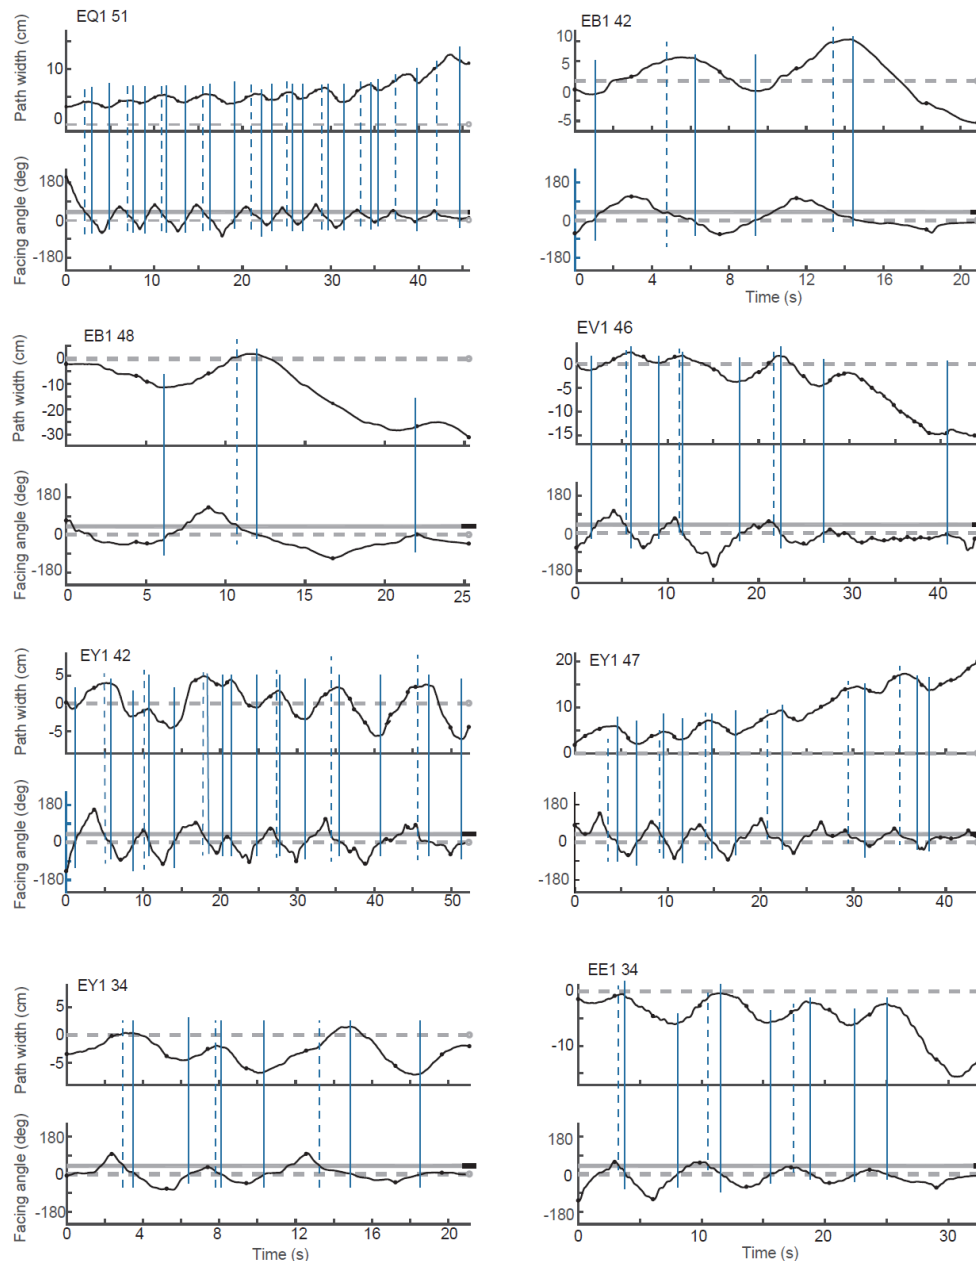 EQ1 51
Path width (cm)
10
0
Facing angle (deg)
180
0
-180
0 10 20 30 40
EB1 42
10
5
0
-5
180
0
-180
0 4 8 12 16 20
Time (s)
EB1 48
Path width (cm)
0
-10
-20
-30
Facing angle (deg)
180
0
-180
0 5 10 15 20 25
EV1 46
0
-5
-10
-15
180
0
-180
0 10 20 30 40
EY1 42
Path width (cm)
5
0
-5
Facing angle (deg)
180
0
-180
0 10 20 30 40 50
EY1 47
20
10
0
180
0
-180
0 10 20 30 40
EY1 34
Path width (cm)
0
-5
Facing angle (deg)
180
0
-180
0 4 8 12 16 20
Time (s)
EE1 34
0
-10
180
0
-180
0 10 20 30
Time (s)